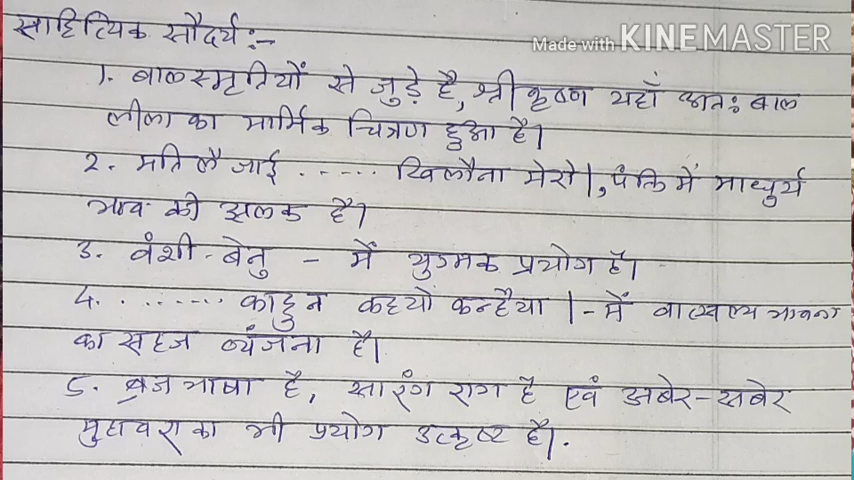 साहित्यिक सौदर्य :-
Made with KINEMASTER
1. बालस्मृतियों से जुड़े है, श्री कृष्ण यहाँ अत: बाल
लीला का मार्मिक चित्रण हुआ है।
2. मति लै जाई ..... खिलौना मेरो।, पंक्ति में माधुर्य
भाव की झलक है।
3. वंशी-बेनु - में युग्मक प्रयोग है।
4. ....... काहुन कहयों कन्हैया। - में वात्सल्य भावना
का सहज व्यंजना है।
5. ब्रजभाषा है, सारंग राग है एवं अबेर-सबेर
मुहावरा का भी प्रयोग उत्कृष्ट है।.